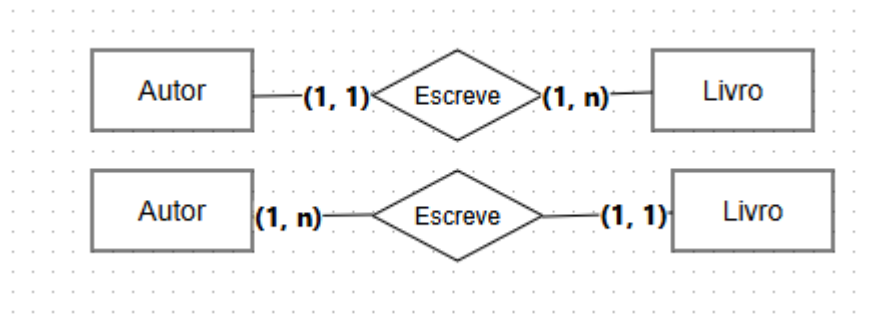 Autor (1, 1) Escreve (1, n) Livro
Autor (1, n) Escreve (1, 1) Livro